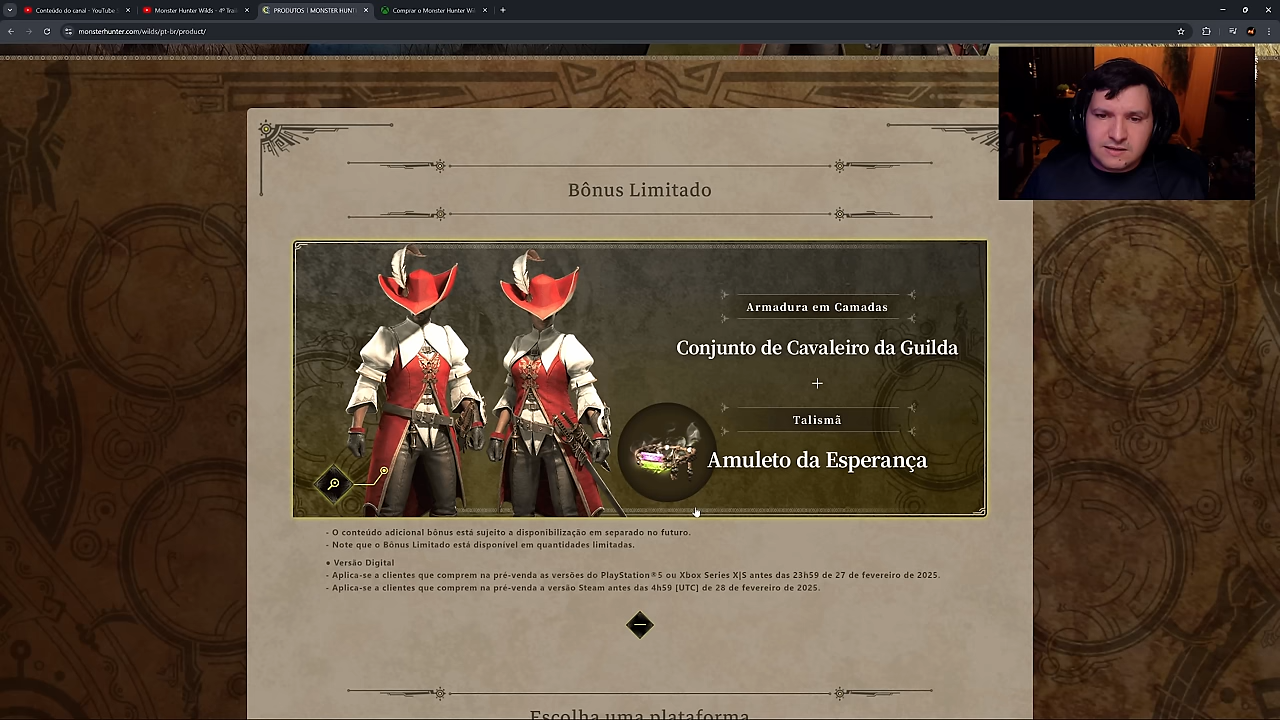 Conteúdo do canal - YouTube
Monster Hunter Wilds - 4º Trai
PRODUTOS | MONSTER HUNT
Comprar o Monster Hunter Wi
monsterhunter.com/wilds/pt-br/product/
Bônus Limitado
Armadura em Camadas
Conjunto de Cavaleiro da Guilda
+
Talismã
Amuleto da Esperança
- O conteúdo adicional bônus está sujeito a disponibilização em separado no futuro.
- Note que o Bônus Limitado está disponível em quantidades limitadas.
• Versão Digital
- Aplica-se a clientes que comprem na pré-venda as versões do PlayStation®5 ou Xbox Series X|S antes das 23h59 de 27 de fevereiro de 2025.
- Aplica-se a clientes que comprem na pré-venda a versão Steam antes das 4h59 [UTC] de 28 de fevereiro de 2025.
Escolha uma plataforma